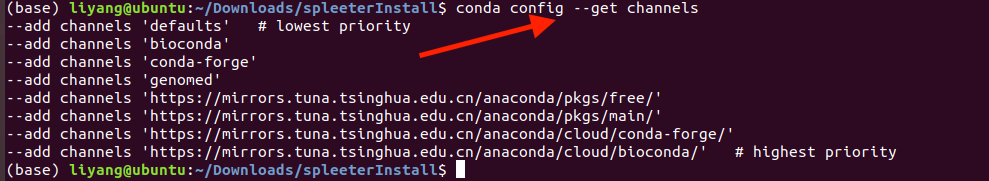 (base) liyang@ubuntu:~/Downloads/spleeterInstall$ conda config --get channels
--add channels 'defaults'   # lowest priority
--add channels 'bioconda'
--add channels 'conda-forge'
--add channels 'genomed'
--add channels 'https://mirrors.tuna.tsinghua.edu.cn/anaconda/pkgs/free/'
--add channels 'https://mirrors.tuna.tsinghua.edu.cn/anaconda/pkgs/main/'
--add channels 'https://mirrors.tuna.tsinghua.edu.cn/anaconda/cloud/conda-forge/'
--add channels 'https://mirrors.tuna.tsinghua.edu.cn/anaconda/cloud/bioconda/'   # highest priority
(base) liyang@ubuntu:~/Downloads/spleeterInstall$